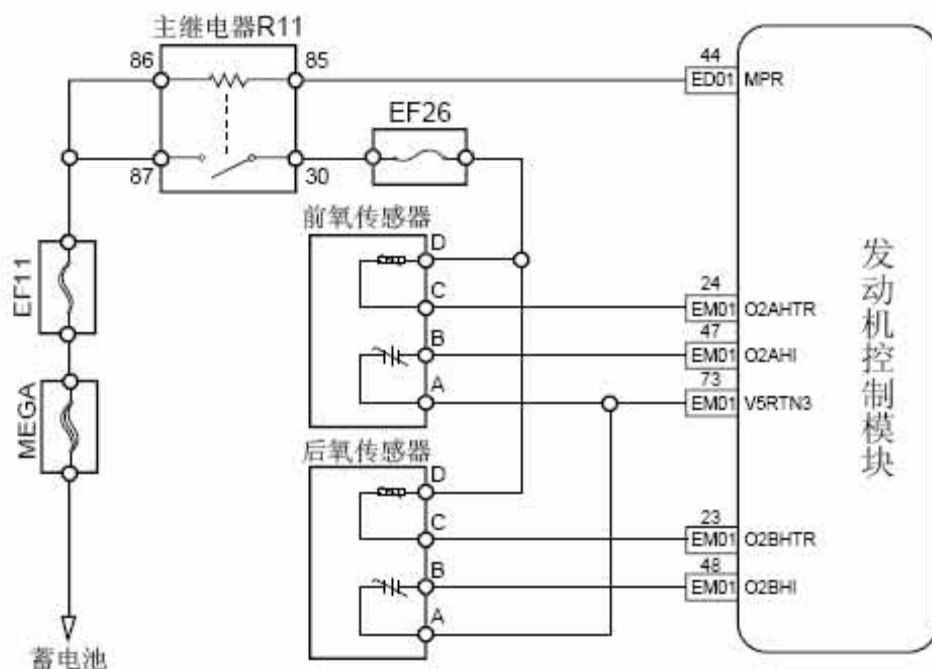 主继电器R11
86
85
87
30
EF26
44
ED01 MPR
前氧传感器
D
C
B
A
24
EM01 O2AHTR
47
EM01 O2AHI
73
EM01 V5RTN3
EF11
MEGA
后氧传感器
D
C
B
A
23
EM01 O2BHTR
48
EM01 O2BHI
发动机控制模块
蓄电池